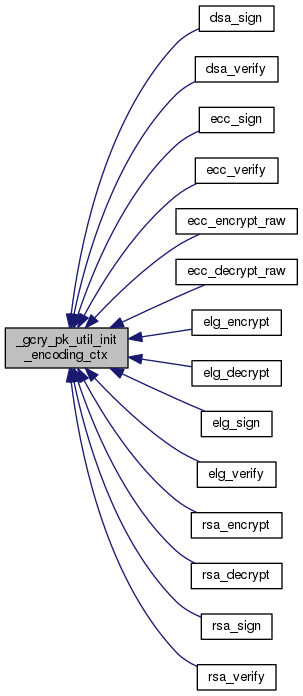 dsa_sign
dsa_verify
ecc_sign
ecc_verify
ecc_encrypt_raw
ecc_decrypt_raw
_gcry_pk_util_init
_encoding_ctx
elg_encrypt
elg_decrypt
elg_sign
elg_verify
rsa_encrypt
rsa_decrypt
rsa_sign
rsa_verify